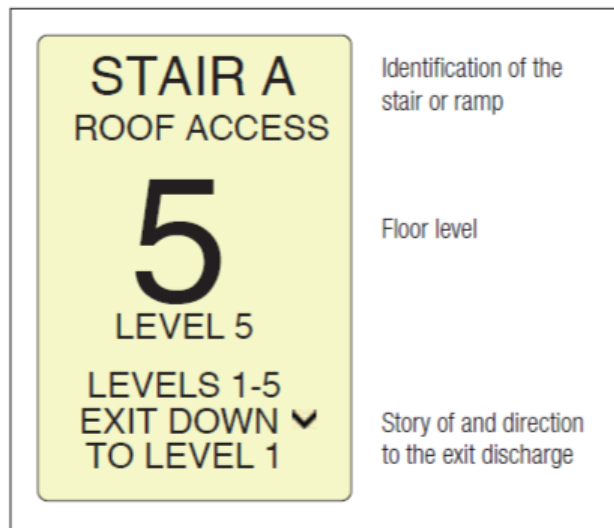 STAIR A
ROOF ACCESS
5
LEVEL 5
LEVELS 1-5
EXIT DOWN
TO LEVEL 1
Identification of the
stair or ramp
Floor level
Story of and direction
to the exit discharge